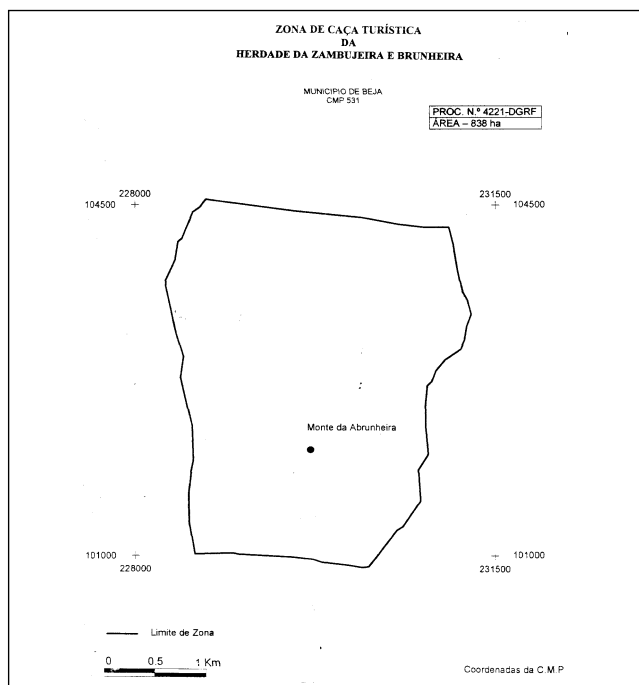 ZONA DE CAÇA TURÍSTICA
DA
HERDADE DA ZAMBUJEIRA E BRUNHEIRA
MUNICIPIO DE BEJA
CMP 531
PROC. N.º 4221-DGRF
ÁREA – 838 ha
228000
231500
104500
104500
Monte da Abrunheira
101000
101000
228000
231500
Limite de Zona
0 0.5 1 Km
Coordenadas da C.M.P